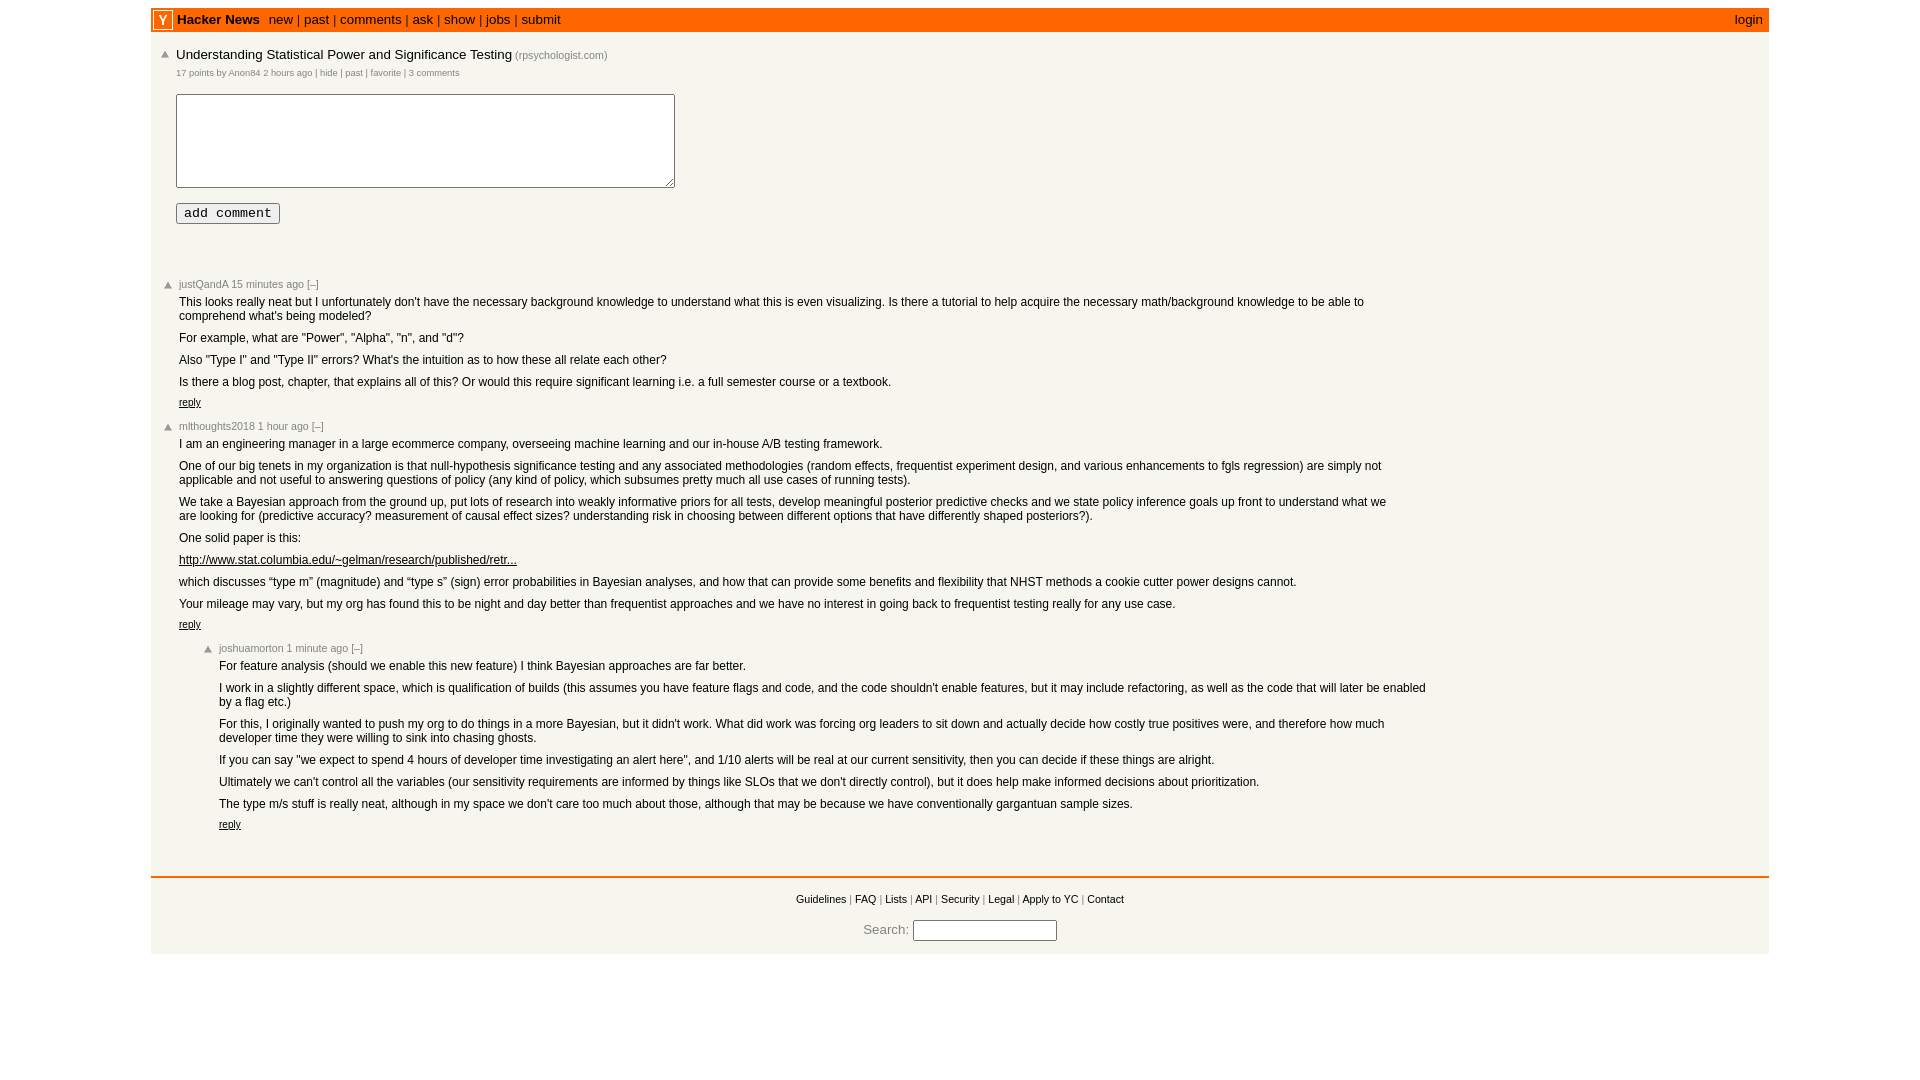 Y Hacker News new | past | comments | ask | show | jobs | submit login
Understanding Statistical Power and Significance Testing (rpsychologist.com)
17 points by Anon84 2 hours ago | hide | past | favorite | 3 comments
add comment
justQandA 15 minutes ago [–]
This looks really neat but I unfortunately don't have the necessary background knowledge to understand what this is even visualizing. Is there a tutorial to help acquire the necessary math/background knowledge to be able to
comprehend what's being modeled?
For example, what are "Power", "Alpha", "n", and "d"?
Also "Type I" and "Type II" errors? What's the intuition as to how these all relate each other?
Is there a blog post, chapter, that explains all of this? Or would this require significant learning i.e. a full semester course or a textbook.
reply
mlthoughts2018 1 hour ago [–]
I am an engineering manager in a large ecommerce company, overseeing machine learning and our in-house A/B testing framework.
One of our big tenets in my organization is that null-hypothesis significance testing and any associated methodologies (random effects, frequentist experiment design, and various enhancements to fgls regression) are simply not
applicable and not useful to answering questions of policy (any kind of policy, which subsumes pretty much all use cases of running tests).
We take a Bayesian approach from the ground up, put lots of research into weakly informative priors for all tests, develop meaningful posterior predictive checks and we state policy inference goals up front to understand what we
are looking for (predictive accuracy? measurement of causal effect sizes? understanding risk in choosing between different options that have differently shaped posteriors?).
One solid paper is this:
http://www.stat.columbia.edu/~gelman/research/published/retr...
which discusses “type m” (magnitude) and “type s” (sign) error probabilities in Bayesian analyses, and how that can provide some benefits and flexibility that NHST methods a cookie cutter power designs cannot.
Your mileage may vary, but my org has found this to be night and day better than frequentist approaches and we have no interest in going back to frequentist testing really for any use case.
reply
joshuamorton 1 minute ago [–]
For feature analysis (should we enable this new feature) I think Bayesian approaches are far better.
I work in a slightly different space, which is qualification of builds (this assumes you have feature flags and code, and the code shouldn't enable features, but it may include refactoring, as well as the code that will later be enabled
by a flag etc.)
For this, I originally wanted to push my org to do things in a more Bayesian, but it didn't work. What did work was forcing org leaders to sit down and actually decide how costly true positives were, and therefore how much
developer time they were willing to sink into chasing ghosts.
If you can say "we expect to spend 4 hours of developer time investigating an alert here", and 1/10 alerts will be real at our current sensitivity, then you can decide if these things are alright.
Ultimately we can't control all the variables (our sensitivity requirements are informed by things like SLOs that we don't directly control), but it does help make informed decisions about prioritization.
The type m/s stuff is really neat, although in my space we don't care too much about those, although that may be because we have conventionally gargantuan sample sizes.
reply
Guidelines | FAQ | Lists | API | Security | Legal | Apply to YC | Contact
Search: